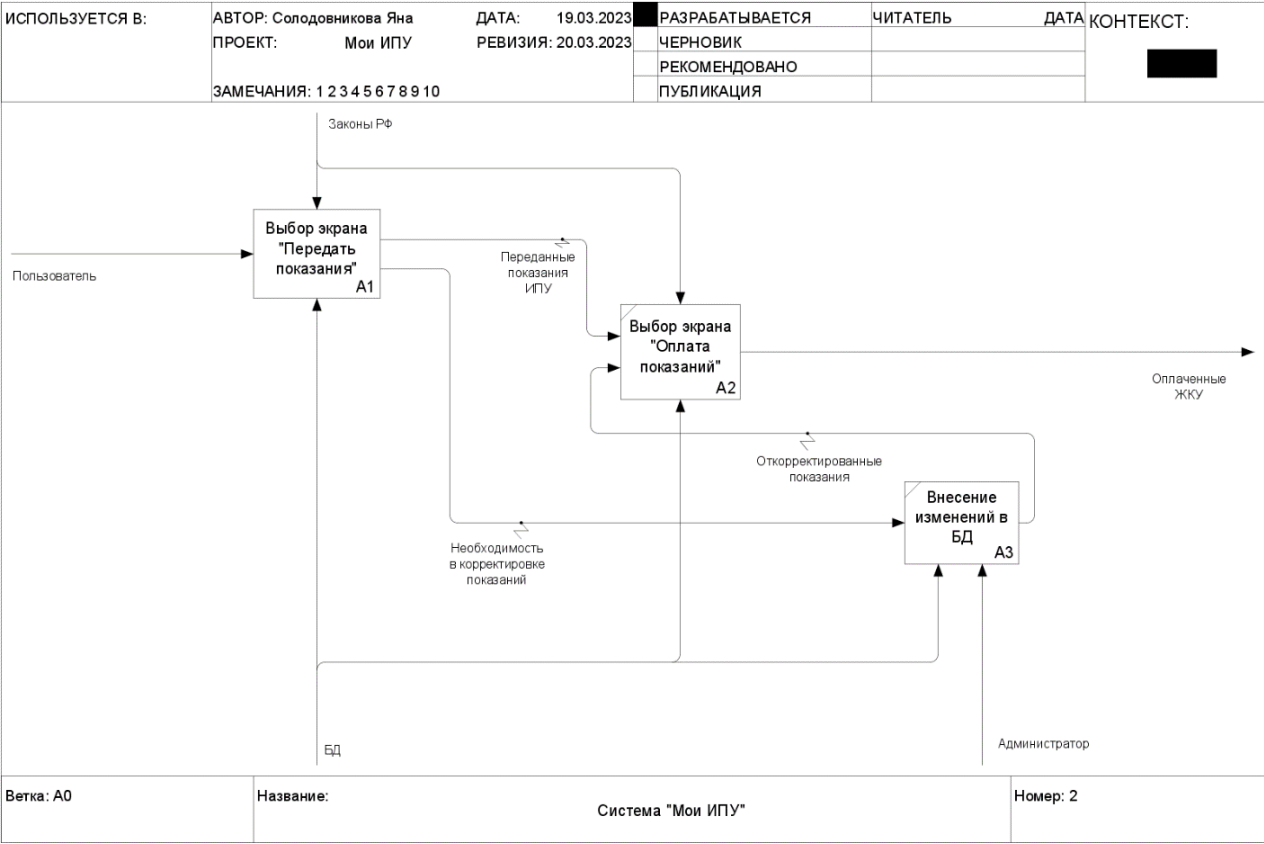 ИСПОЛЬЗУЕТСЯ В:
АВТОР: Солодовникова Яна
ДАТА: 19.03.2023
РАЗРАБАТЫВАЕТСЯ
ЧИТАТЕЛЬ
ДАТА
КОНТЕКСТ:
ПРОЕКТ: Мои ИПУ
РЕВИЗИЯ: 20.03.2023
ЧЕРНОВИК
РЕКОМЕНДОВАНО
ЗАМЕЧАНИЯ: 1 2 3 4 5 6 7 8 9 10
ПУБЛИКАЦИЯ
Законы РФ
Выбор экрана
"Передать
показания"
A1
Пользователь
Переданные
показания
ИПУ
Выбор экрана
"Оплата
показаний"
A2
Оплаченные
ЖКУ
Откорректированные
показания
Внесение
изменений в
БД
A3
Необходимость
в корректировке
показаний
БД
Администратор
Ветка: A0
Название:
Система "Мои ИПУ"
Номер: 2